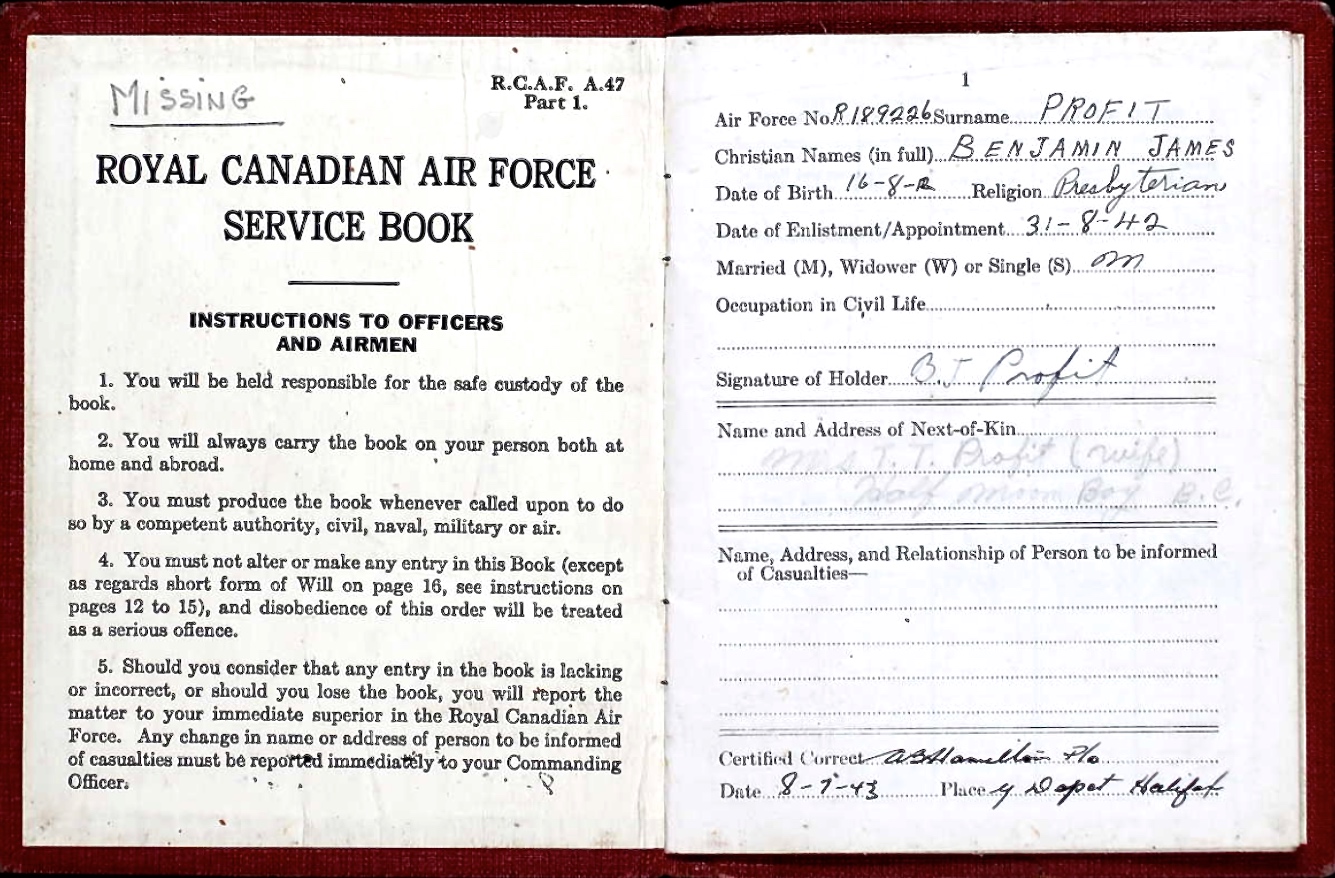 MISSING
R.C.A.F. A.47
Part 1.
ROYAL CANADIAN AIR FORCE
SERVICE BOOK
INSTRUCTIONS TO OFFICERS
AND AIRMEN
1. You will be held responsible for the safe custody of the
book.
2. You will always carry the book on your person both at
home and abroad.
3. You must produce the book whenever called upon to do
so by a competent authority, civil, naval, military or air.
4. You must not alter or make any entry in this Book (except
as regards short form of Will on page 16, see instructions on
pages 12 to 15), and disobedience of this order will be treated
as a serious offence.
5. Should you consider that any entry in the book is lacking
or incorrect, or should you lose the book, you will report the
matter to your immediate superior in the Royal Canadian Air
Force. Any change in name or address of person to be informed
of casualties must be reported immediately to your Commanding
Officer.
1
Air Force No. R189226 Surname PROFIT
Christian Names (in full) BENJAMIN JAMES
Date of Birth 16-8-12 Religion Presbyterian
Date of Enlistment/Appointment 31-8-42
Married (M), Widower (W) or Single (S) m
Occupation in Civil Life
Signature of Holder B.J Profit
Name and Address of Next-of-Kin
Mrs T. T. Profit (wife)
Half Moon Bay B.C.
Name, Address, and Relationship of Person to be informed
of Casualties—
Certified Correct AB Hamilton F/o
Date 8-7-43 Place Y Depot Halifax